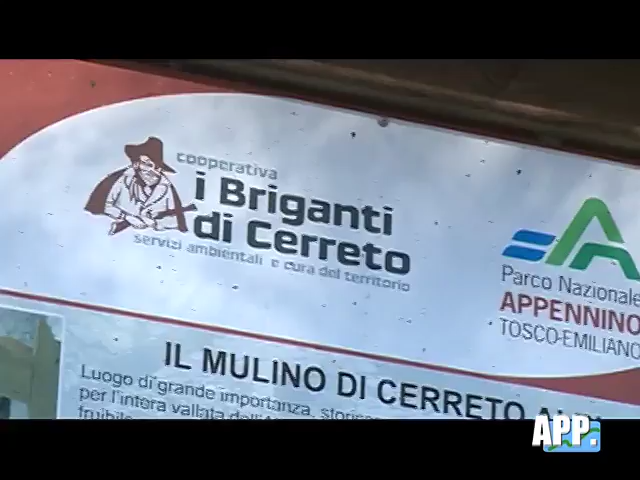 cooperativa
i Briganti
di Cerreto
servizi ambientali e cura del territorio
Parco Nazionale
APPENNINO
TOSCO-EMILIANO
IL MULINO DI CERRETO
Luogo di grande importanza,
per l'intera vallata
fruibile
APP.